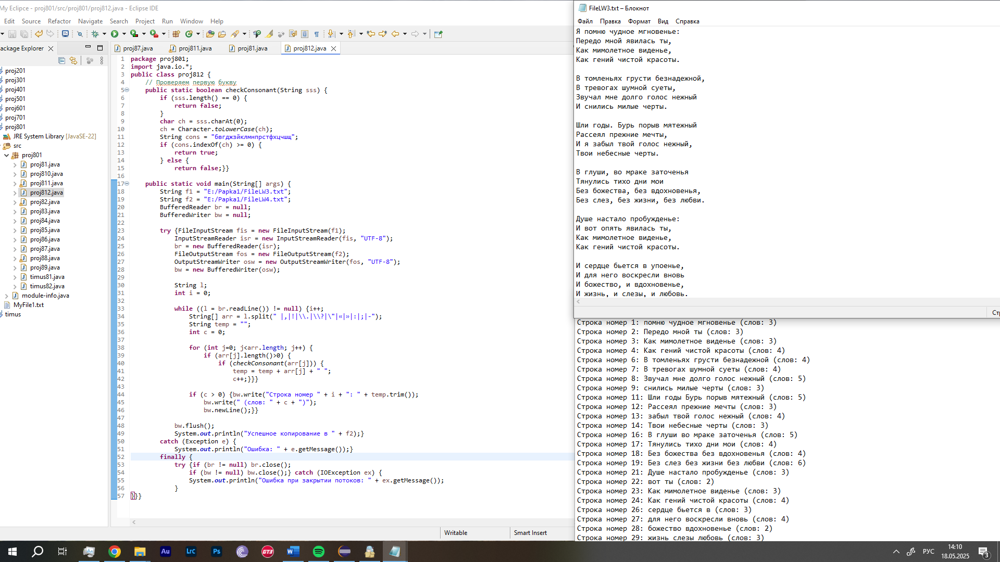 My Eclipce - proj801/src/proj801/proj812.java - Eclipse IDE
Edit Source Refactor Navigate Search Project Run Window Help
ackage Explorer
proj201
proj301
proj401
proj501
proj601
proj701
proj801
JRE System Library [JavaSE-22]
src
proj801
proj81.java
proj810.java
proj811.java
proj812.java
proj82.java
proj83.java
proj84.java
proj85.java
proj86.java
proj87.java
proj88.java
proj89.java
timus81.java
timus82.java
module-info.java
MyFile1.txt
timus
proj87.java proj811.java proj81.java proj812.java
1 package proj801;
2 import java.io.*;
3 public class proj812 {
4 // Проверяем первую букву
5 public static boolean checkConsonant(String sss) {
6 if (sss.length() == 0) {
7 return false;
8 }
9 char ch = sss.charAt(0);
10 ch = Character.toLowerCase(ch);
11 String cons = "бвгджзйклмнпрстфхцчшщ";
12 if (cons.indexOf(ch) >= 0) {
13 return true;
14 } else {
15 return false;}}
16
17 public static void main(String[] args) {
18 String f1 = "E:/Papka1/FileLW3.txt";
19 String f2 = "E:/Papka1/FileLW4.txt";
20 BufferedReader br = null;
21 BufferedWriter bw = null;
22
23 try {FileInputStream fis = new FileInputStream(f1);
24 InputStreamReader isr = new InputStreamReader(fis, "UTF-8");
25 br = new BufferedReader(isr);
26 FileOutputStream fos = new FileOutputStream(f2);
27 OutputStreamWriter osw = new OutputStreamWriter(fos, "UTF-8");
28 bw = new BufferedWriter(osw);
29
30 String l;
31 int i = 0;
32
33 while ((l = br.readLine()) != null) {i++;
34 String[] arr = l.split(" |,|!|\\.|\\?|\"|«|»|:|;|-");
35 String temp = "";
36 int c = 0;
37
38 for (int j=0; j<arr.length; j++) {
39 if (arr[j].length()>0) {
40 if (checkConsonant(arr[j])) {
41 temp = temp + arr[j] + " ";
42 c++;}}}
43
44 if (c > 0) {bw.write("Строка номер " + i + ": " + temp.trim());
45 bw.write(" (слов: " + c + ")");
46 bw.newLine();}}
47
48 bw.flush();
49 System.out.println("Успешное копирование в " + f2);}
50 catch (Exception e) {
51 System.out.println("Ошибка: " + e.getMessage());}
52 finally {
53 try {if (br != null) br.close();
54 if (bw != null) bw.close();} catch (IOException ex) {
55 System.out.println("Ошибка при закрытии потоков: " + ex.getMessage());
56 }
57 }}}
Writable Smart Insert
FileLW3.txt – Блокнот
Файл Правка Формат Вид Справка
Я помню чудное мгновенье:
Передо мной явилась ты,
Как мимолетное виденье,
Как гений чистой красоты.
В томленьях грусти безнадежной,
В тревогах шумной суеты,
Звучал мне долго голос нежный
И снились милые черты.
Шли годы. Бурь порыв мятежный
Рассеял прежние мечты,
И я забыл твой голос нежный,
Твои небесные черты.
В глуши, во мраке заточенья
Тянулись тихо дни мои
Без божества, без вдохновенья,
Без слез, без жизни, без любви.
Душе настало пробужденье:
И вот опять явилась ты,
Как мимолетное виденье,
Как гений чистой красоты.
И сердце бьется в упоенье,
И для него воскресли вновь
И божество, и вдохновенье,
И жизнь, и слезы, и любовь.
Ст
Строка номер 1: помню чудное мгновенье (слов: 3)
Строка номер 2: Передо мной ты (слов: 3)
Строка номер 3: Как мимолетное виденье (слов: 3)
Строка номер 4: Как гений чистой красоты (слов: 4)
Строка номер 6: В томленьях грусти безнадежной (слов: 4)
Строка номер 7: В тревогах шумной суеты (слов: 4)
Строка номер 8: Звучал мне долго голос нежный (слов: 5)
Строка номер 9: снились милые черты (слов: 3)
Строка номер 11: Шли годы Бурь порыв мятежный (слов: 5)
Строка номер 12: Рассеял прежние мечты (слов: 3)
Строка номер 13: забыл твой голос нежный (слов: 4)
Строка номер 14: Твои небесные черты (слов: 3)
Строка номер 16: В глуши во мраке заточенья (слов: 5)
Строка номер 17: Тянулись тихо дни мои (слов: 4)
Строка номер 18: Без божества без вдохновенья (слов: 4)
Строка номер 19: Без слез без жизни без любви (слов: 6)
Строка номер 21: Душе настало пробужденье (слов: 3)
Строка номер 22: вот ты (слов: 2)
Строка номер 23: Как мимолетное виденье (слов: 3)
Строка номер 24: Как гений чистой красоты (слов: 4)
Строка номер 26: сердце бьется в (слов: 3)
Строка номер 27: для него воскресли вновь (слов: 4)
Строка номер 28: божество вдохновенье (слов: 2)
Строка номер 29: жизнь слезы любовь (слов: 3)
Au Lrc Ps GT3 W
РУС
14:10
18.05.2025
3